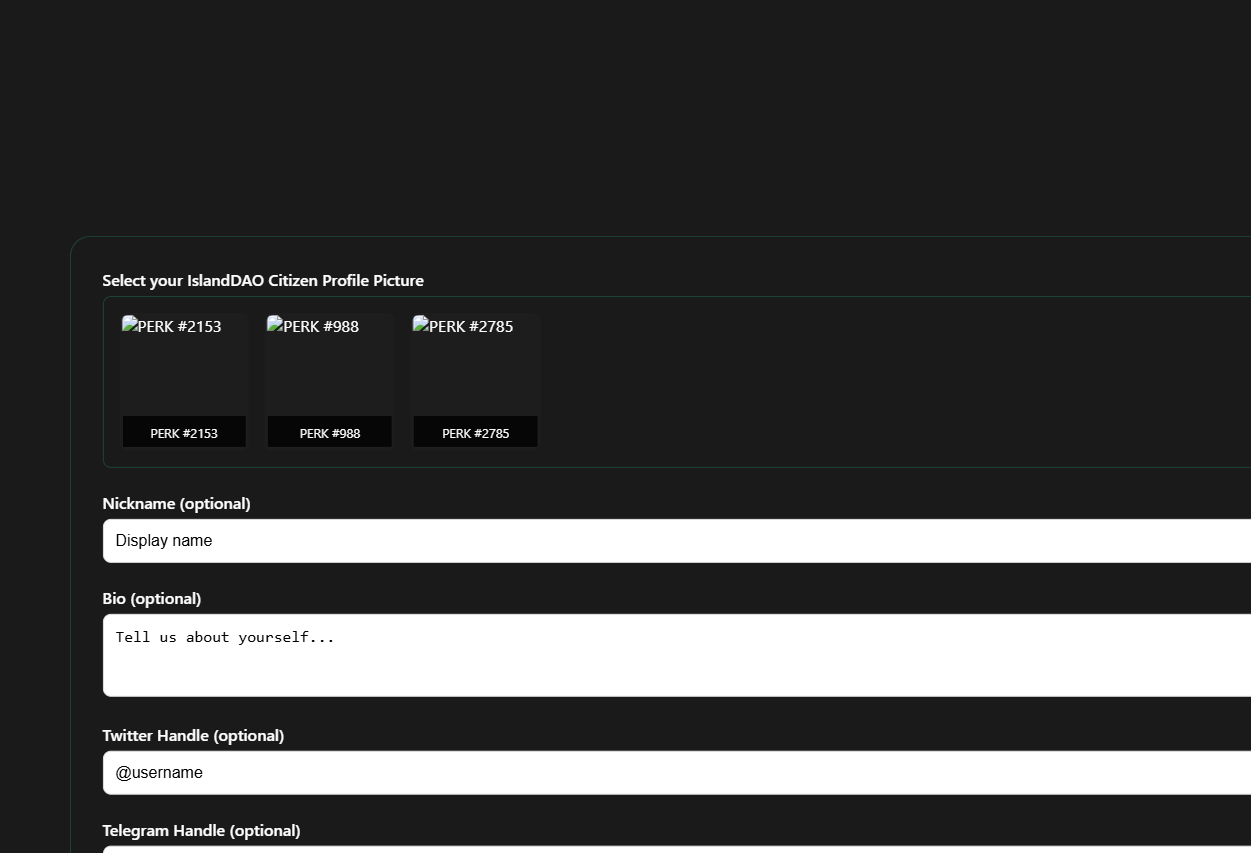 Select your IslandDAO Citizen Profile Picture
PERK #2153 PERK #988 PERK #2785
PERK #2153 PERK #988 PERK #2785
Nickname (optional)
Display name
Bio (optional)
Tell us about yourself...
Twitter Handle (optional)
@username
Telegram Handle (optional)